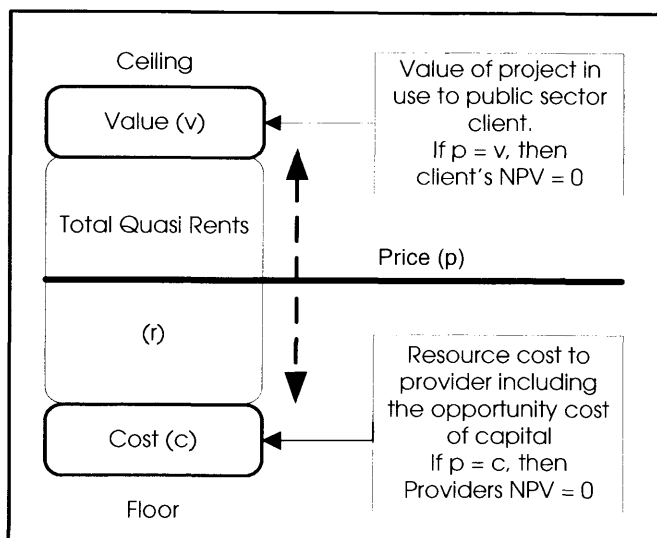 Ceiling
Value (v)
Value of project in
use to public sector
client.
If p = v, then
client's NPV = 0
Total Quasi Rents
Price (p)
(r)
Resource cost to
provider including
the opportunity cost
of capital
If p = c, then
Providers NPV = 0
Cost (c)
Floor